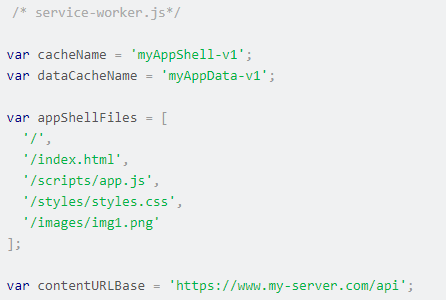 /* service-worker.js*/
var cacheName = 'myAppShell-v1';
var dataCacheName = 'myAppData-v1';
var appShellFiles = [
'/',
'/index.html',
'/scripts/app.js',
'/styles/styles.css',
'/images/img1.png'
];
var contentURLBase = 'https://www.my-server.com/api';